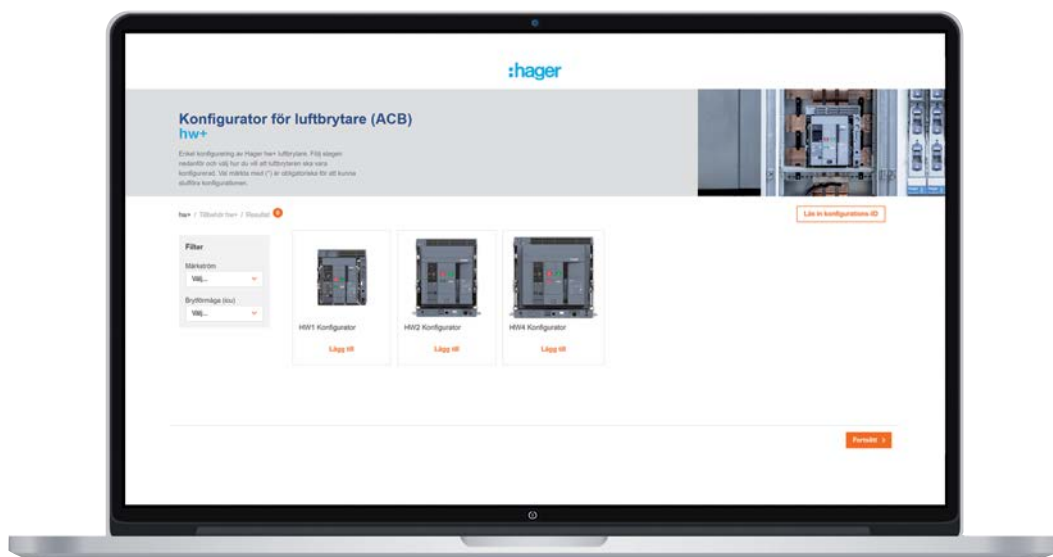 :hager
Konfigurator för luftbrytare (ACB)
hw+
Enkel konfigurering av Hager hw+ luftbrytare. Följ stegen
nedanför och välj hur du vill att luftbrytaren ska vara
konfigurerad. Val märkta med (*) är obligatoriska för att kunna
slutföra konfigurationen.
hw+ / Tillbehör hw+ / Resultat 0
Läs in konfigurations-ID
Filter
Märkström
Välj...
Brytförmåga (Icu)
Välj...
HW1 Konfigurator
HW2 Konfigurator
HW4 Konfigurator
Lägg till
Lägg till
Lägg till
Fortsätt >